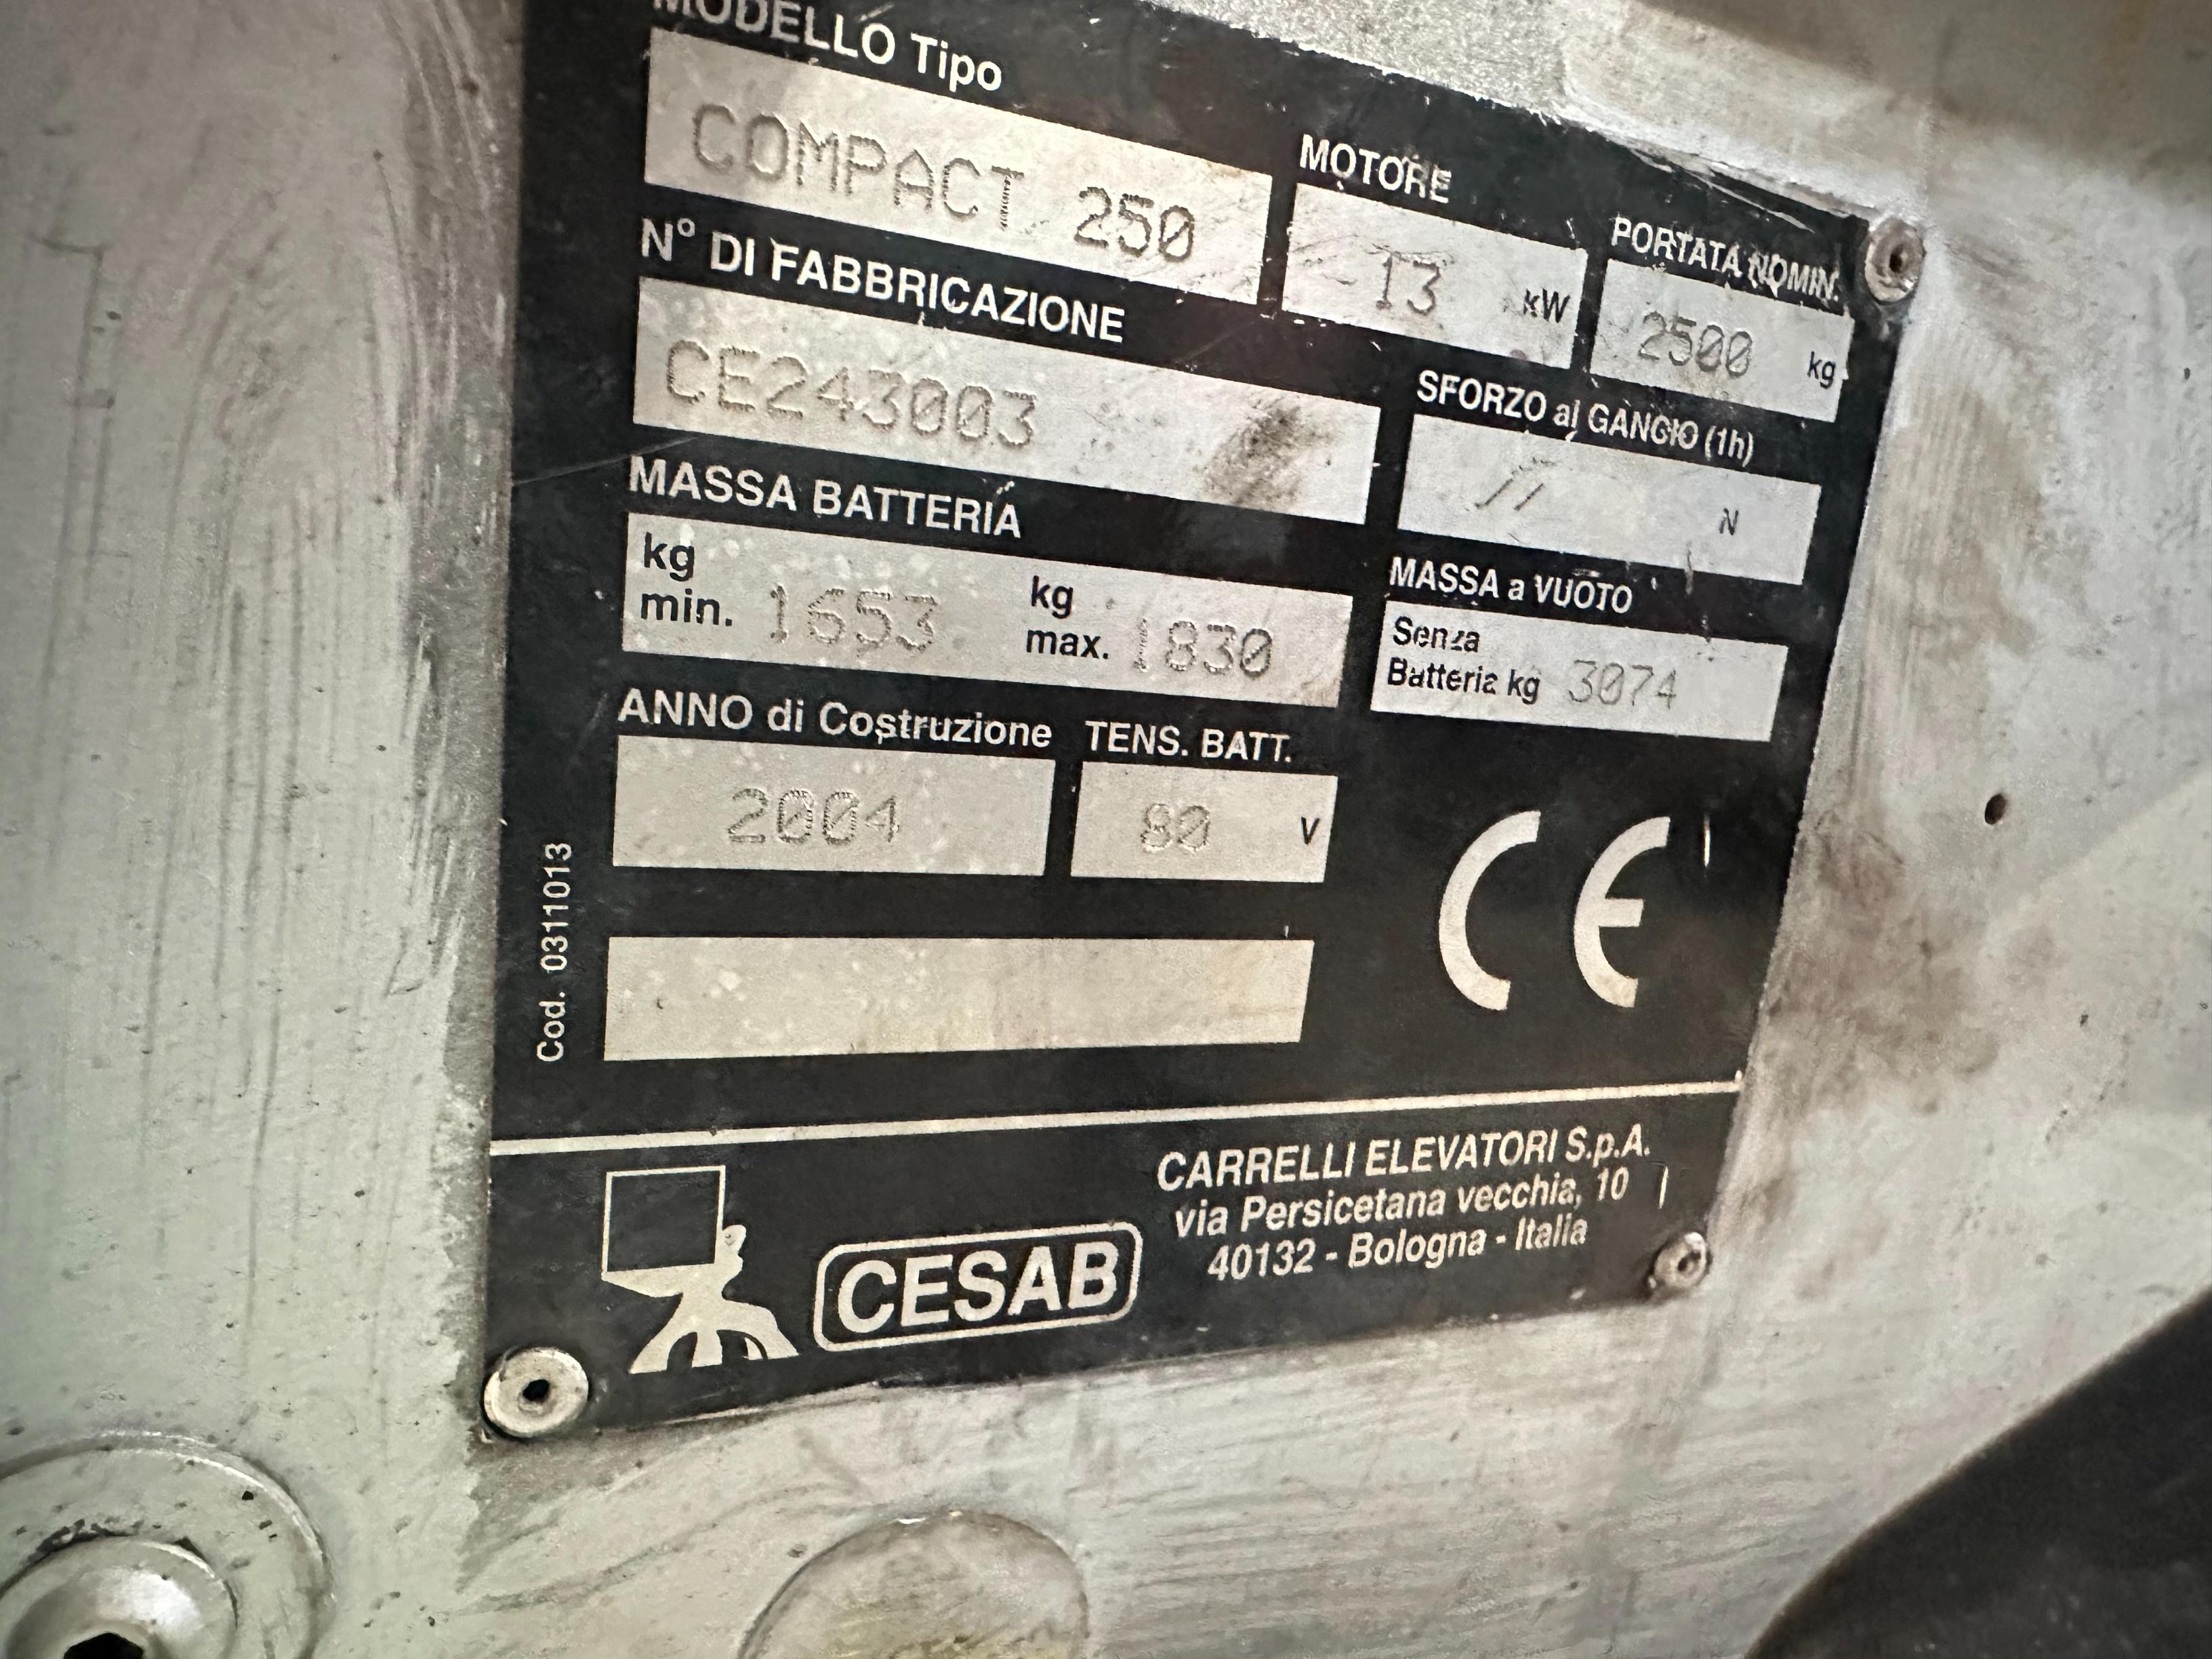 MODELLO Tipo
COMPACT 250
MOTORE
13 kW
PORTATA NOMIN.
2500 kg
N° DI FABBRICAZIONE
CE243003
SFORZO al GANCIO (1h)
// N
MASSA BATTERIA
kg min. 1653 kg max. 1830
MASSA a VUOTO
Senza
Batteria kg 3074
ANNO di Costruzione
2004
TENS. BATT.
80 V
CE
Cod. 0311013
CESAB
CARRELLI ELEVATORI S.p.A.
via Persicetana vecchia, 10
40132 - Bologna - Italia